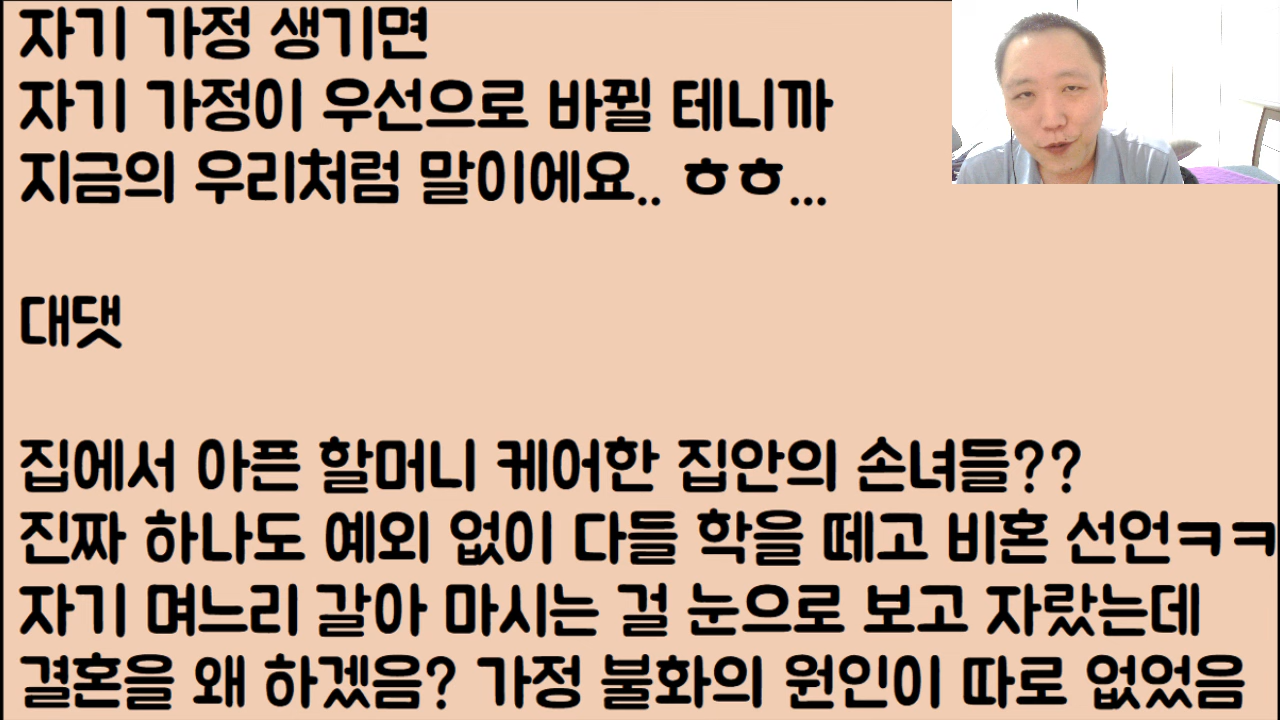 자기 가정 생기면
자기 가정이 우선으로 바뀔 테니까
지금의 우리처럼 말이에요.. ㅎㅎ...
대댓
집에서 아픈 할머니 케어한 집안의 손녀들??
진짜 하나도 예외 없이 다들 학을 떼고 비혼 선언ㅋㅋ
자기 며느리 갈아 마시는 걸 눈으로 보고 자랐는데
결혼을 왜 하겠음? 가정 불화의 원인이 따로 없었음